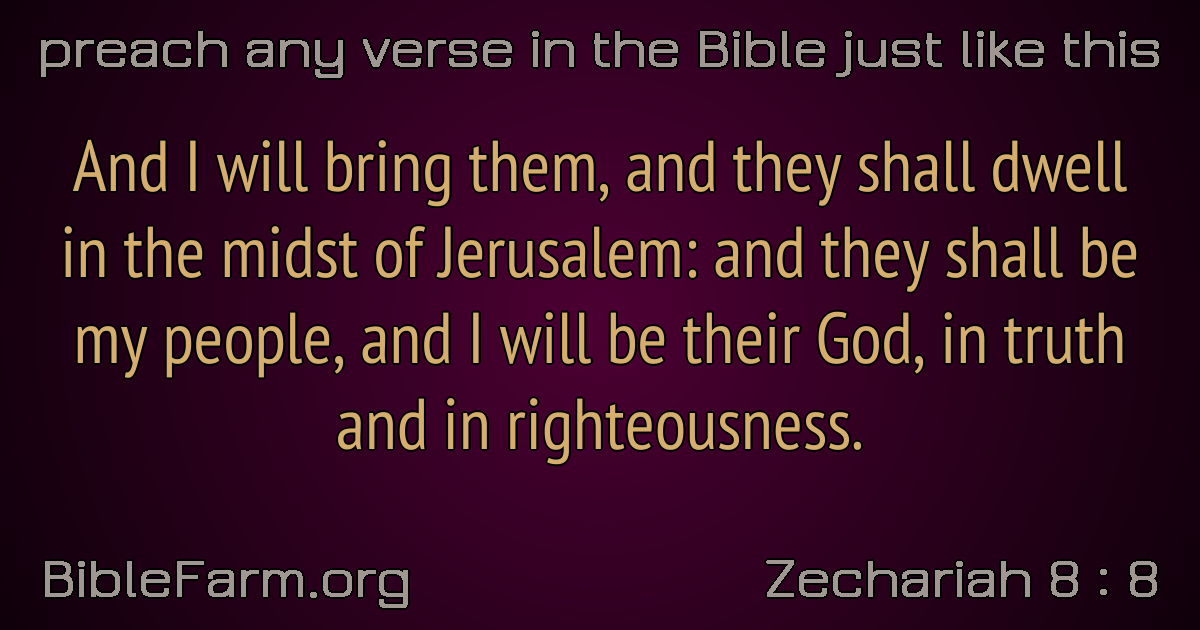 preach any verse in the Bible just like this
And I will bring them, and they shall dwell
in the midst of Jerusalem: and they shall be
my people, and I will be their God, in truth
and in righteousness.
BibleFarm.org
Zechariah 8 : 8